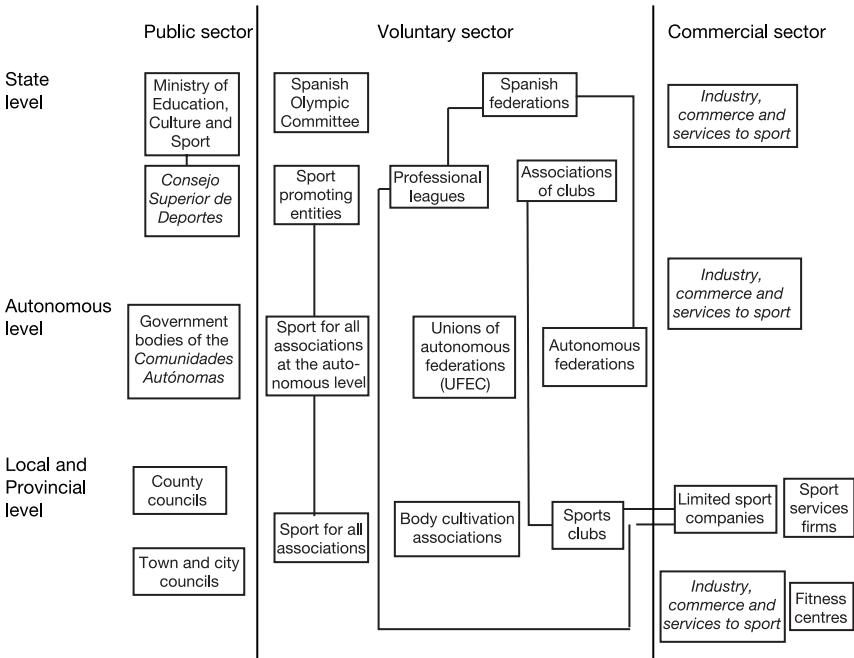 Public sector
Voluntary sector
Commercial sector
State
level
Ministry of
Education,
Culture and
Sport
Spanish
Olympic
Committee
Spanish
federations
Industry,
commerce and
services to sport
Consejo
Superior de
Deportes
Sport
promoting
entities
Professional
leagues
Associations
of clubs
Autonomous
level
Government
bodies of the
Comunidades
Autónomas
Sport for all
associations
at the auto-
nomous level
Unions of
autonomous
federations
(UFEC)
Autonomous
federations
Industry,
commerce and
services to sport
Local and
Provincial
level
County
councils
Town and city
councils
Sport for all
associations
Body cultivation
associations
Sports
clubs
Limited sport
companies
Sport
services
firms
Industry,
commerce and
services to sport
Fitness
centres